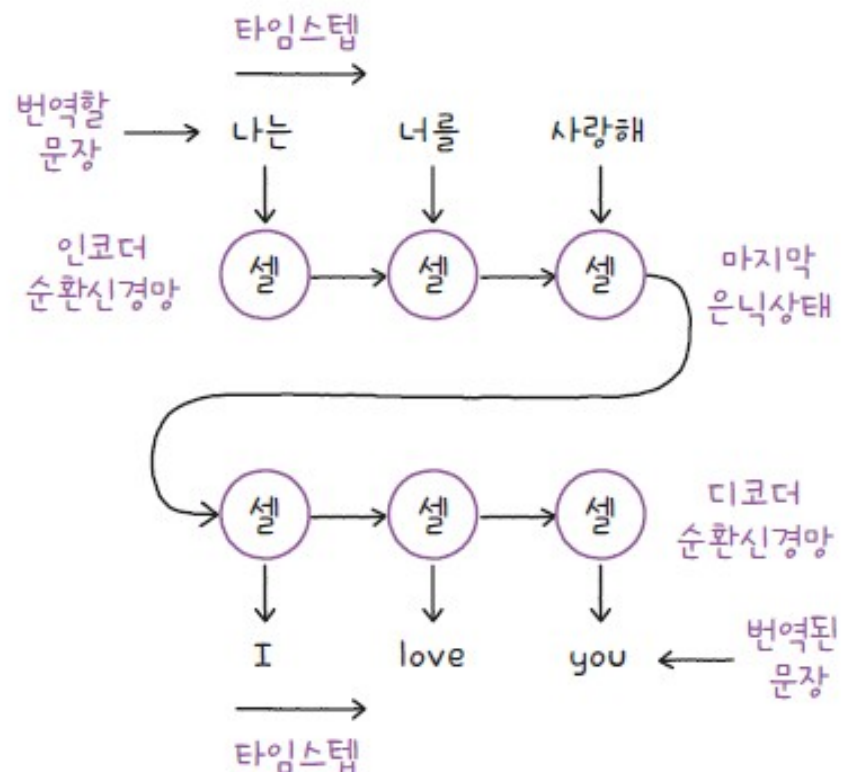 타임스텝
번역할
문장
나는 너를 사랑해
인코더
순환신경망
셀 셀 셀
마지막
은닉상태
셀 셀 셀
디코더
순환신경망
I love you
번역된
문장
타임스텝